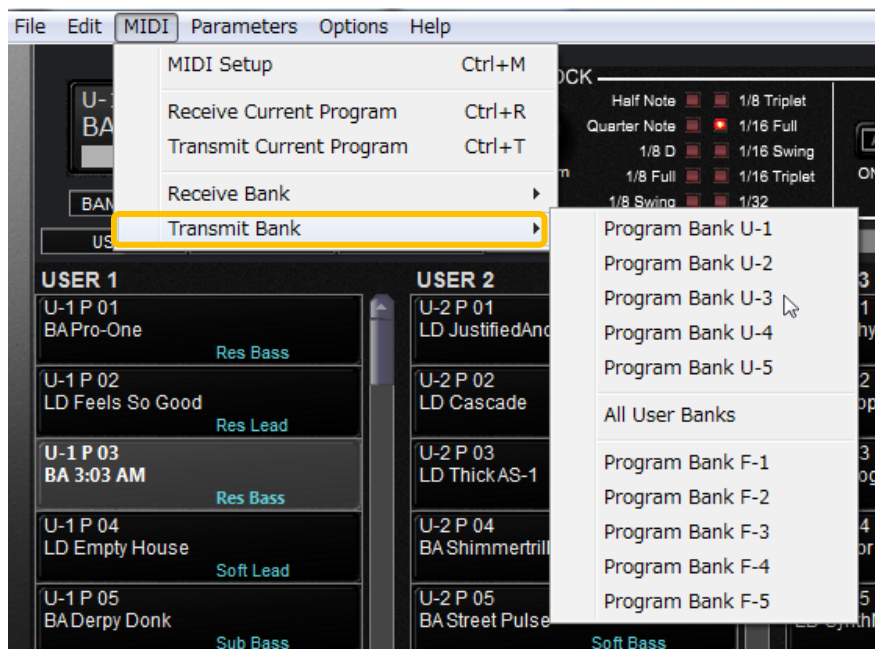 File Edit MIDI Parameters Options Help
MIDI Setup Ctrl+M
Receive Current Program Ctrl+R
Transmit Current Program Ctrl+T
Receive Bank
Transmit Bank
Program Bank U-1
Program Bank U-2
Program Bank U-3
Program Bank U-4
Program Bank U-5
All User Banks
Program Bank F-1
Program Bank F-2
Program Bank F-3
Program Bank F-4
Program Bank F-5
Half Note 1/8 Triplet
Quarter Note 1/16 Full
1/8 D 1/16 Swing
1/8 Full 1/16 Triplet
1/8 Swing 1/32
USER 1
U-1 P 01
BA Pro-One
Res Bass
U-1 P 02
LD Feels So Good
Res Lead
U-1 P 03
BA 3:03 AM
Res Bass
U-1 P 04
LD Empty House
Soft Lead
U-1 P 05
BA Derpy Donk
Sub Bass
USER 2
U-2 P 01
LD
U-2 P 02
LD Cascade
U-2 P 03
LD Thick AS-1
U-2 P 04
BA Shimmertrill
U-2 P 05
BA Street Pulse
Soft Bass